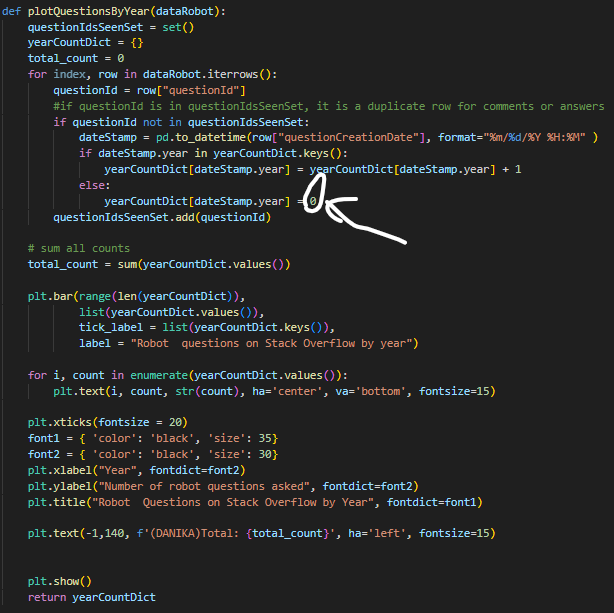 def plotQuestionsByYear(dataRobot):
    questionIdsSeenSet = set()
    yearCountDict = {}
    total_count = 0
    for index, row in dataRobot.iterrows():
        questionId = row["questionId"]
        #if questionId is in questionIdsSeenSet, it is a duplicate row for comments or answers
        if questionId not in questionIdsSeenSet:
            dateStamp = pd.to_datetime(row["questionCreationDate"], format="%m/%d/%Y %H:%M" )
            if dateStamp.year in yearCountDict.keys():
                yearCountDict[dateStamp.year] = yearCountDict[dateStamp.year] + 1
            else:
                yearCountDict[dateStamp.year] = 0
        questionIdsSeenSet.add(questionId)

    # sum all counts
    total_count = sum(yearCountDict.values())

    plt.bar(range(len(yearCountDict)),
            list(yearCountDict.values()),
            tick_label = list(yearCountDict.keys()),
            label = "Robot  questions on Stack Overflow by year")

    for i, count in enumerate(yearCountDict.values()):
        plt.text(i, count, str(count), ha='center', va='bottom', fontsize=15)

    plt.xticks(fontsize = 20)
    font1 = { 'color': 'black', 'size': 35}
    font2 = { 'color': 'black', 'size': 30}
    plt.xlabel("Year", fontdict=font2)
    plt.ylabel("Number of robot questions asked", fontdict=font2)
    plt.title("Robot  Questions on Stack Overflow by Year", fontdict=font1)

    plt.text(-1,140, f'(DANIKA)Total: {total_count}', ha='left', fontsize=15)


    plt.show()
    return yearCountDict